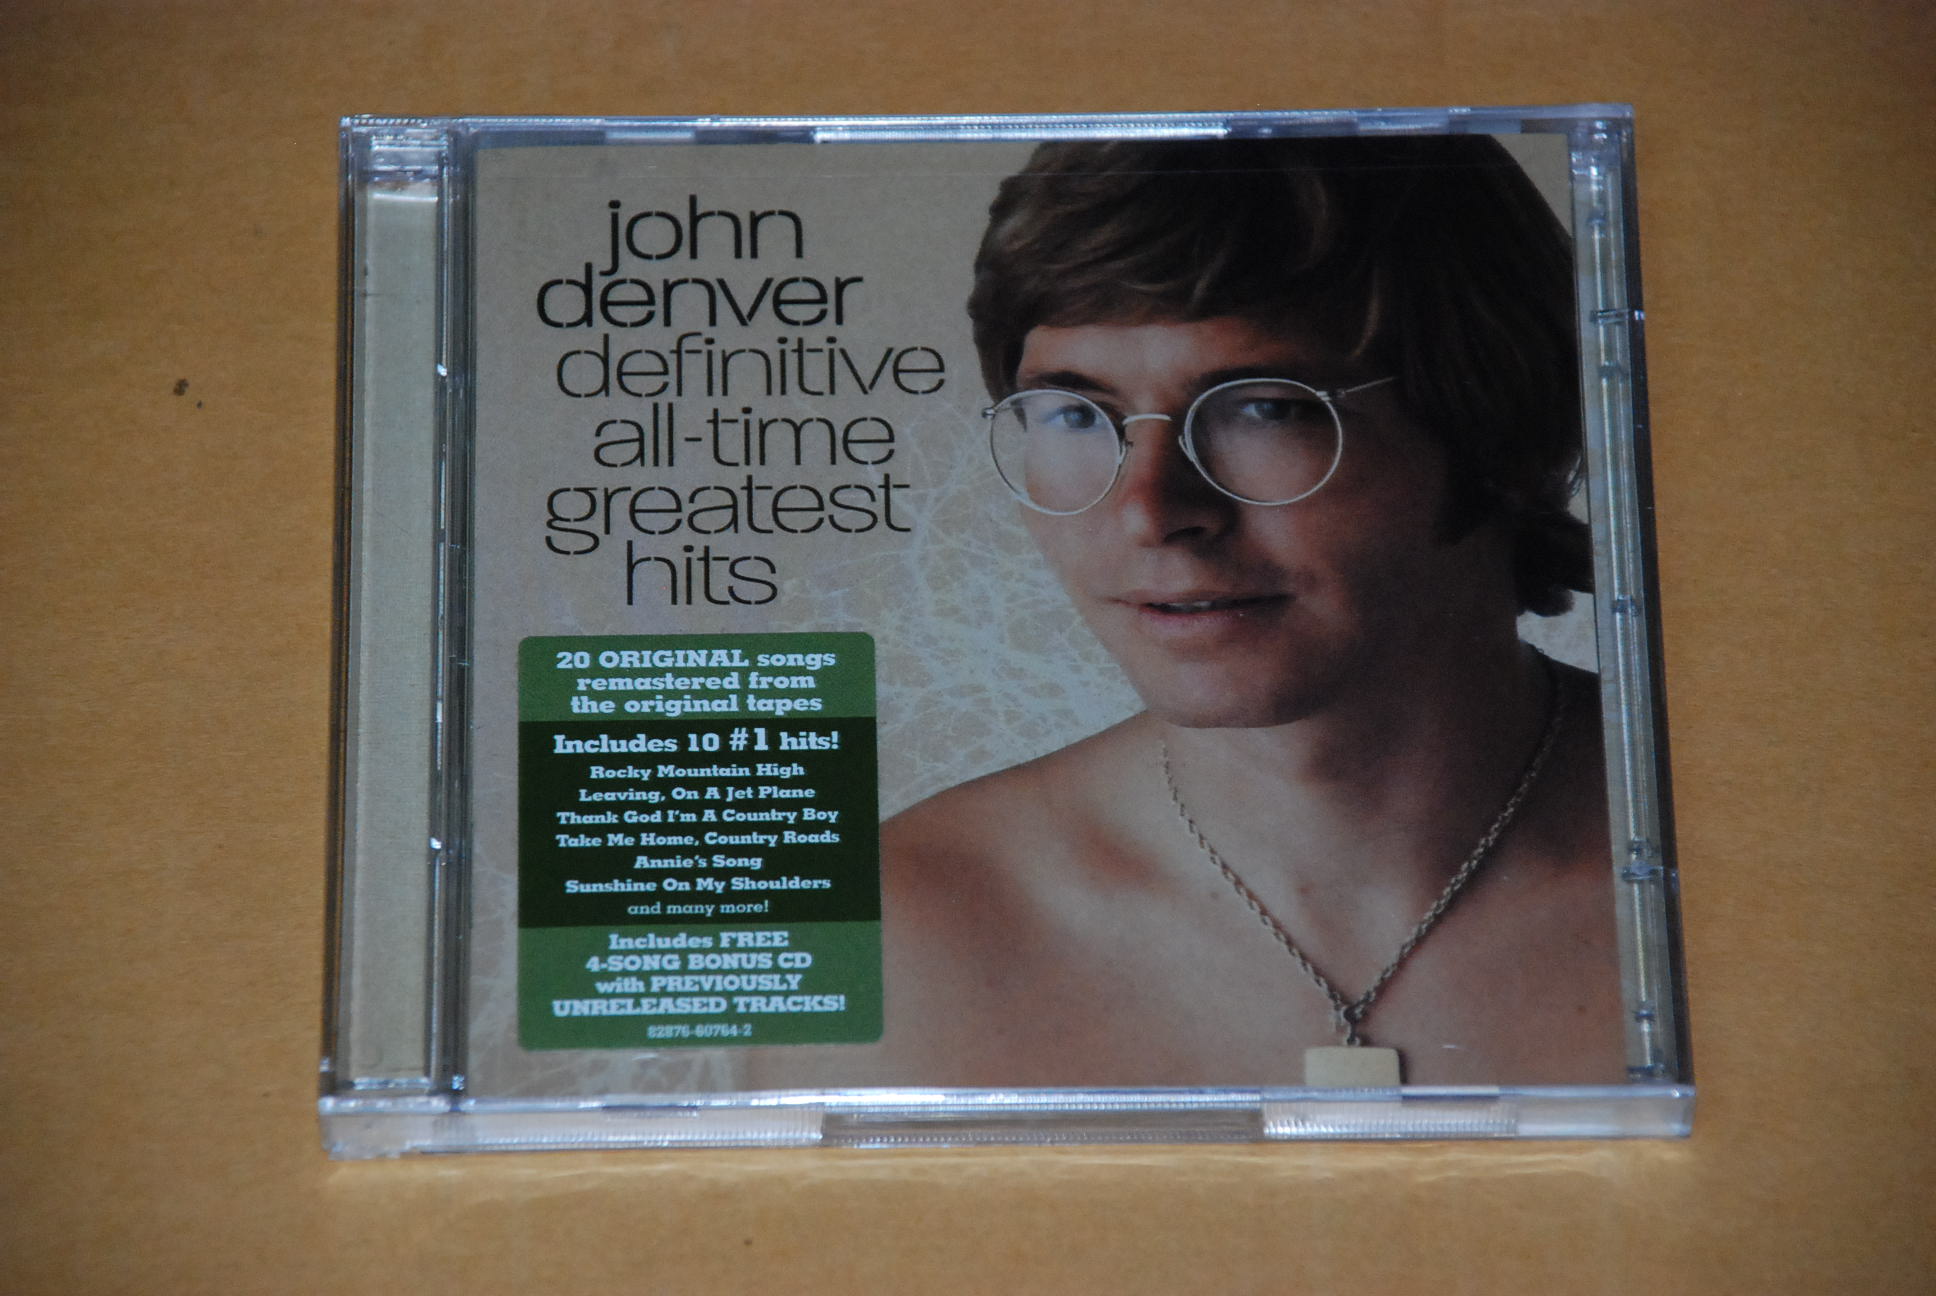 john
denver
definitive
all-time
greatest
hits
20 ORIGINAL songs
remastered from
the original tapes
Includes 10 #1 hits!
Rocky Mountain High
Leaving, On A Jet Plane
Thank God I'm A Country Boy
Take Me Home, Country Roads
Annie's Song
Sunshine On My Shoulders
and many more!
Includes FREE
4-SONG BONUS CD
with PREVIOUSLY
UNRELEASED TRACKS!
82876-60764-2